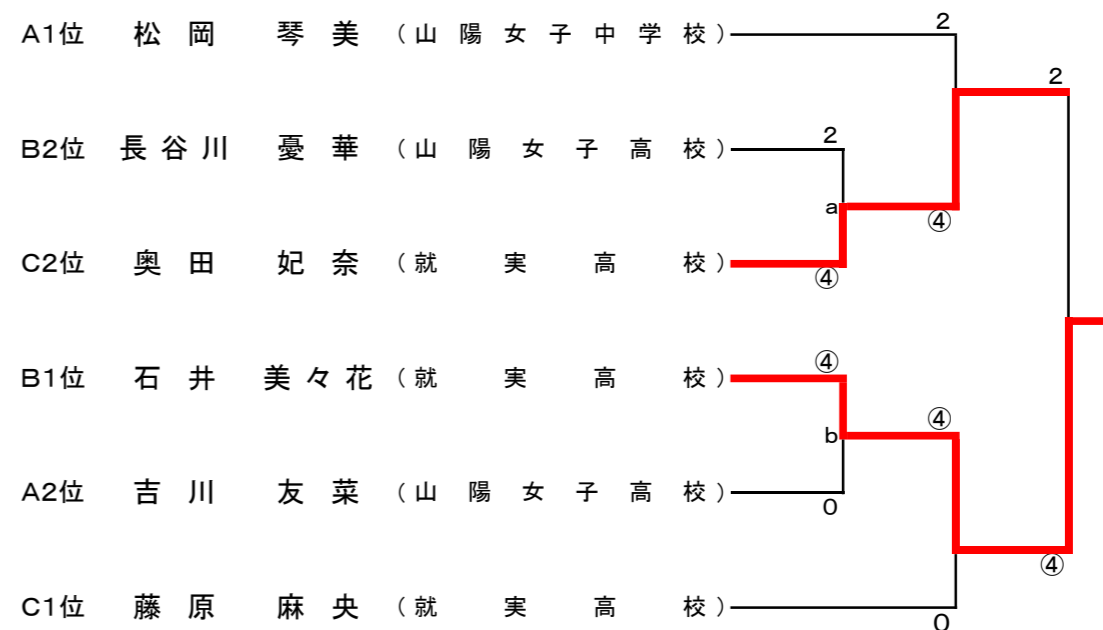 A1位 松岡 琴美 (山陽女子中学校) 2
2
B2位 長谷川 憂華 (山陽女子高校) 2
a ④
C2位 奥田 妃奈 (就実高校) ④
B1位 石井 美々花 (就実高校) ④
b ④
A2位 吉川 友菜 (山陽女子高校) 0
④
C1位 藤原 麻央 (就実高校) 0